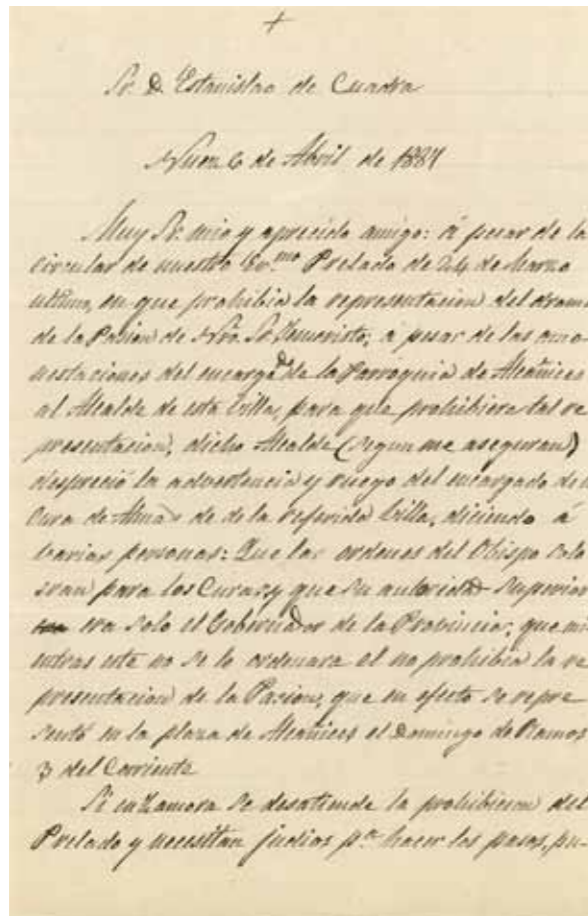 +
Sr. D. Estanislao de Cuadra
Nuez 6 de Abril de 1887
Muy Sr. mio y apreciado amigo: á pesar de la
circular de nuestro Exmo Prelado de 24 de Marzo
ultimo, en que prohibia la representacion del drama
de la Pasion de Ntro. Sr. Jesucristo; á pesar de las amo-
nestaciones del encargdo de la Parroquia de Alcañices
al Alcalde de esta Villa, para que prohibiera tal re
presentacion, dicho Alcalde (segun me aseguran)
despreció la advertencia y ruego del encargado de la
Cura de Almas de de la referida Villa, diciendo á
varias personas: Que las ordenes del Obispo solo
eran para los Curas, y que su autoridad superior
era solo el Gobernador de la Provincia; que mi
entras este no se lo ordenara el no prohibia la re
presentacion de la Pasion, que en efecto se repre
sentó en la plaza de Alcañices el Domingo de Ramos
3 del Corriente
Si en Zamora se desatiende la prohibicion del
Prelado y necesitan judios pa hacer los pasos, pu-